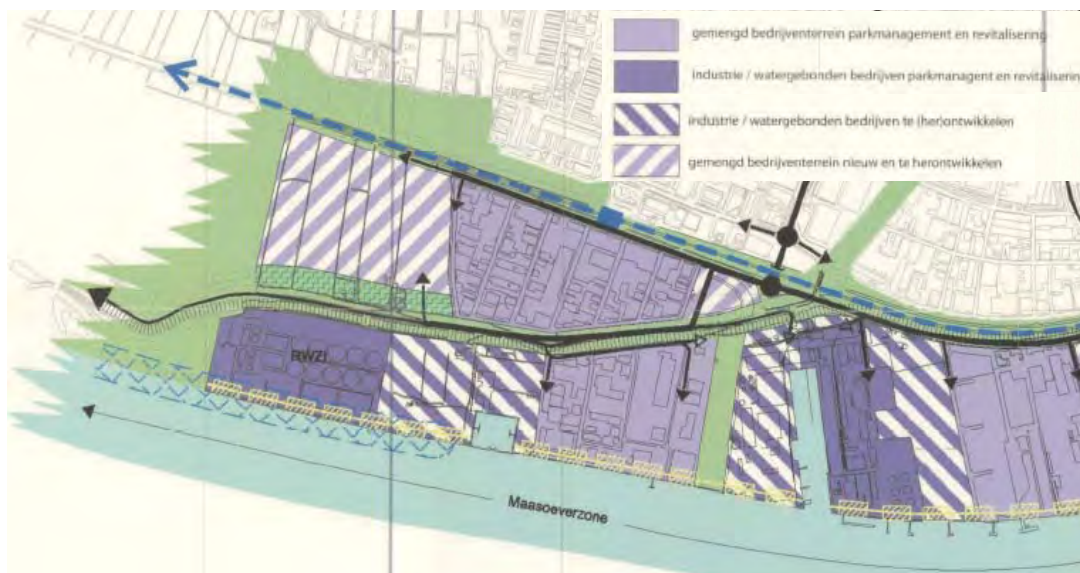 gemengd bedrijventerrein parkmanagement en revitalisering
industrie / watergebonden bedrijven parkmanagent en revitalisering
industrie / watergebonden bedrijven te (her)ontwikkelen
gemengd bedrijventerrein nieuw en te herontwikkelen
RWZI
Maasoeverzone